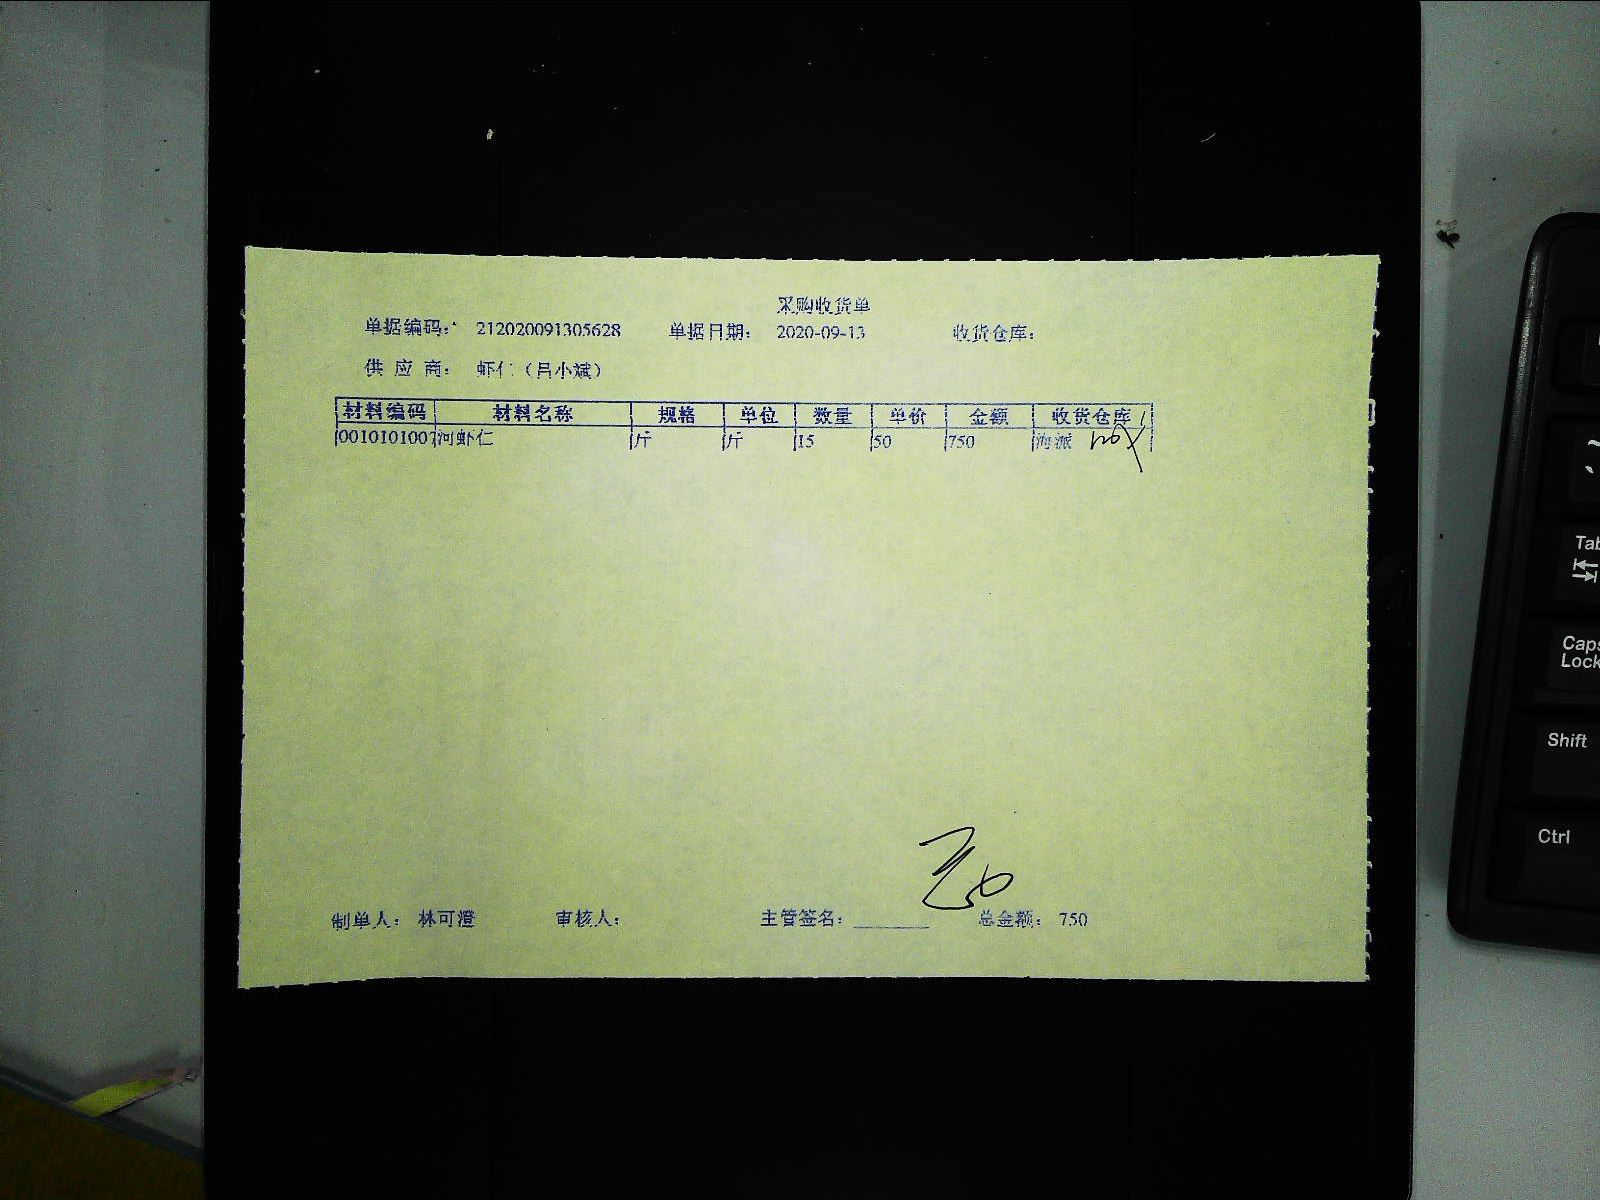 采购收货单
单据编码： 212020091305628 单据日期： 2020-09-13 收货仓库：
供 应 商： 虾仁（吕小斌）
材料编码 材料名称 规格 单位 数量 单价 金额 收货仓库
0010101007 河虾仁 斤 斤 15 50 750 海派
制单人： 林可澄 审核人： 主管签名： 总金额： 750
Tab
Caps
Lock
Shift
Ctrl